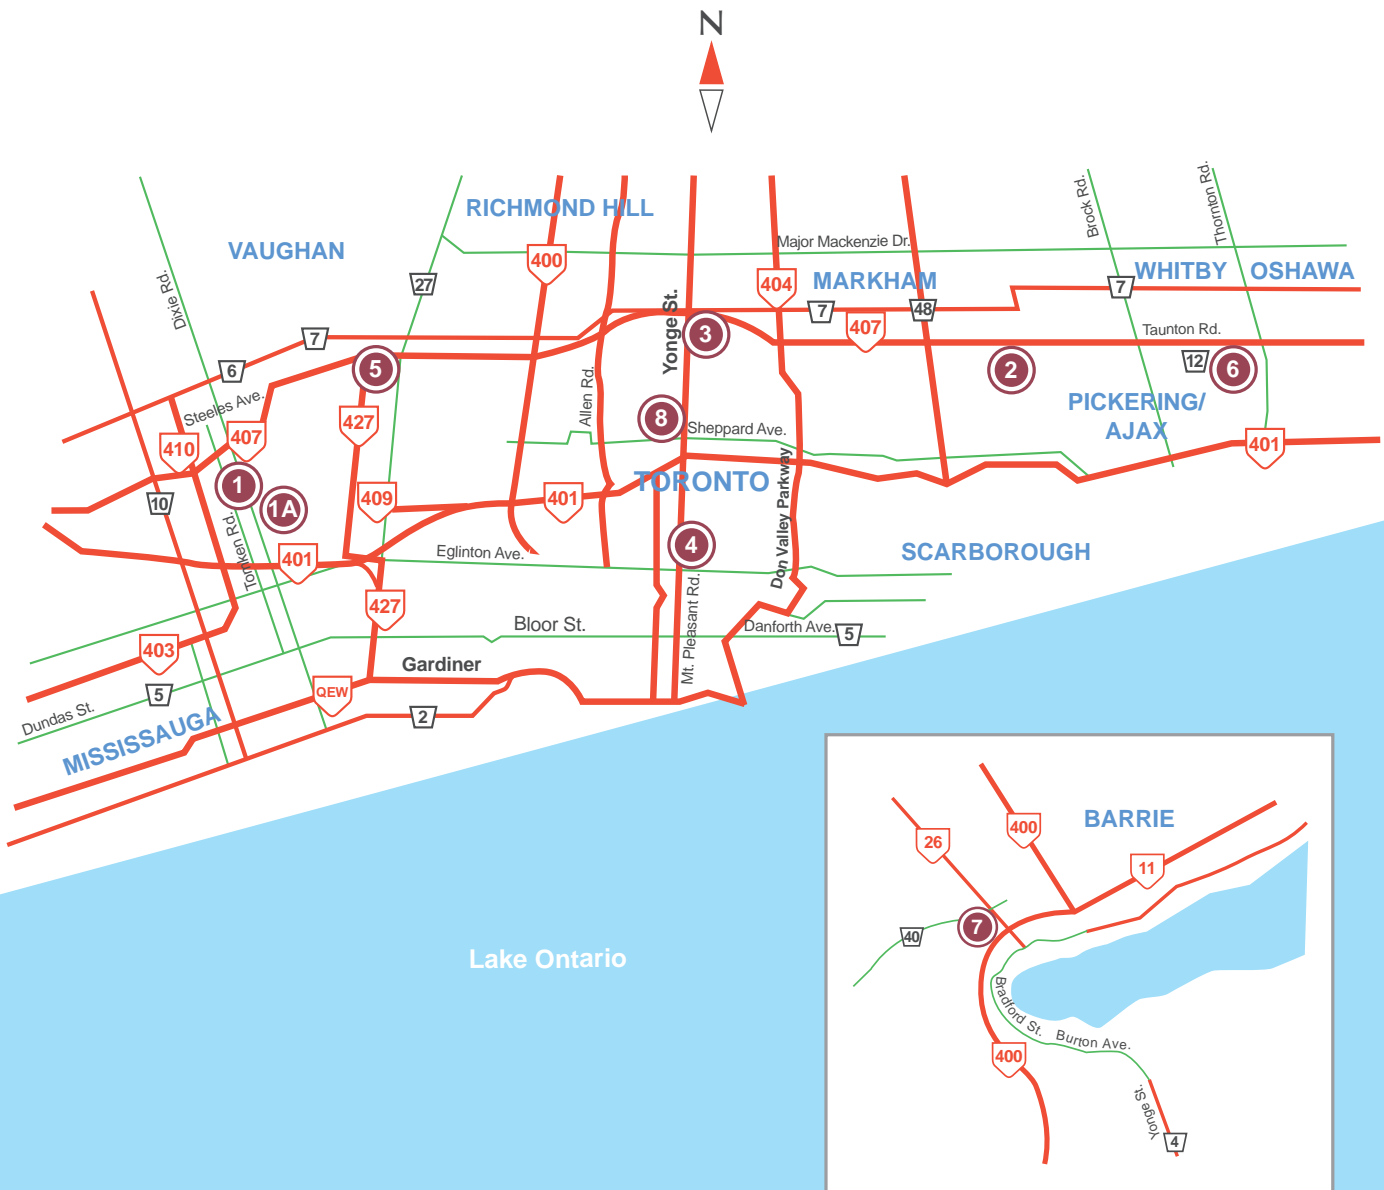 N
RICHMOND HILL
VAUGHAN
Major Mackenzie Dr.
Brock Rd.
Thornton Rd.
400
404
MARKHAM
WHITBY
OSHAWA
27
Dixie Rd.
7
7
48
7
Yonge St.
407
Taunton Rd.
3
6
5
2
12
6
Steeles Ave.
Allen Rd.
PICKERING/
AJAX
427
8
Sheppard Ave.
410
407
401
TORONTO
1
1A
10
409
401
Don Valley Parkway
Tomken Rd.
4
SCARBOROUGH
401
Eglinton Ave.
427
Mt. Pleasant Rd.
Bloor St.
Danforth Ave.
5
403
Gardiner
5
QEW
Dundas St.
2
MISSISSAUGA
Lake Ontario
BARRIE
26
400
11
7
40
Bradford St.
Burton Ave.
400
Yonge St.
4